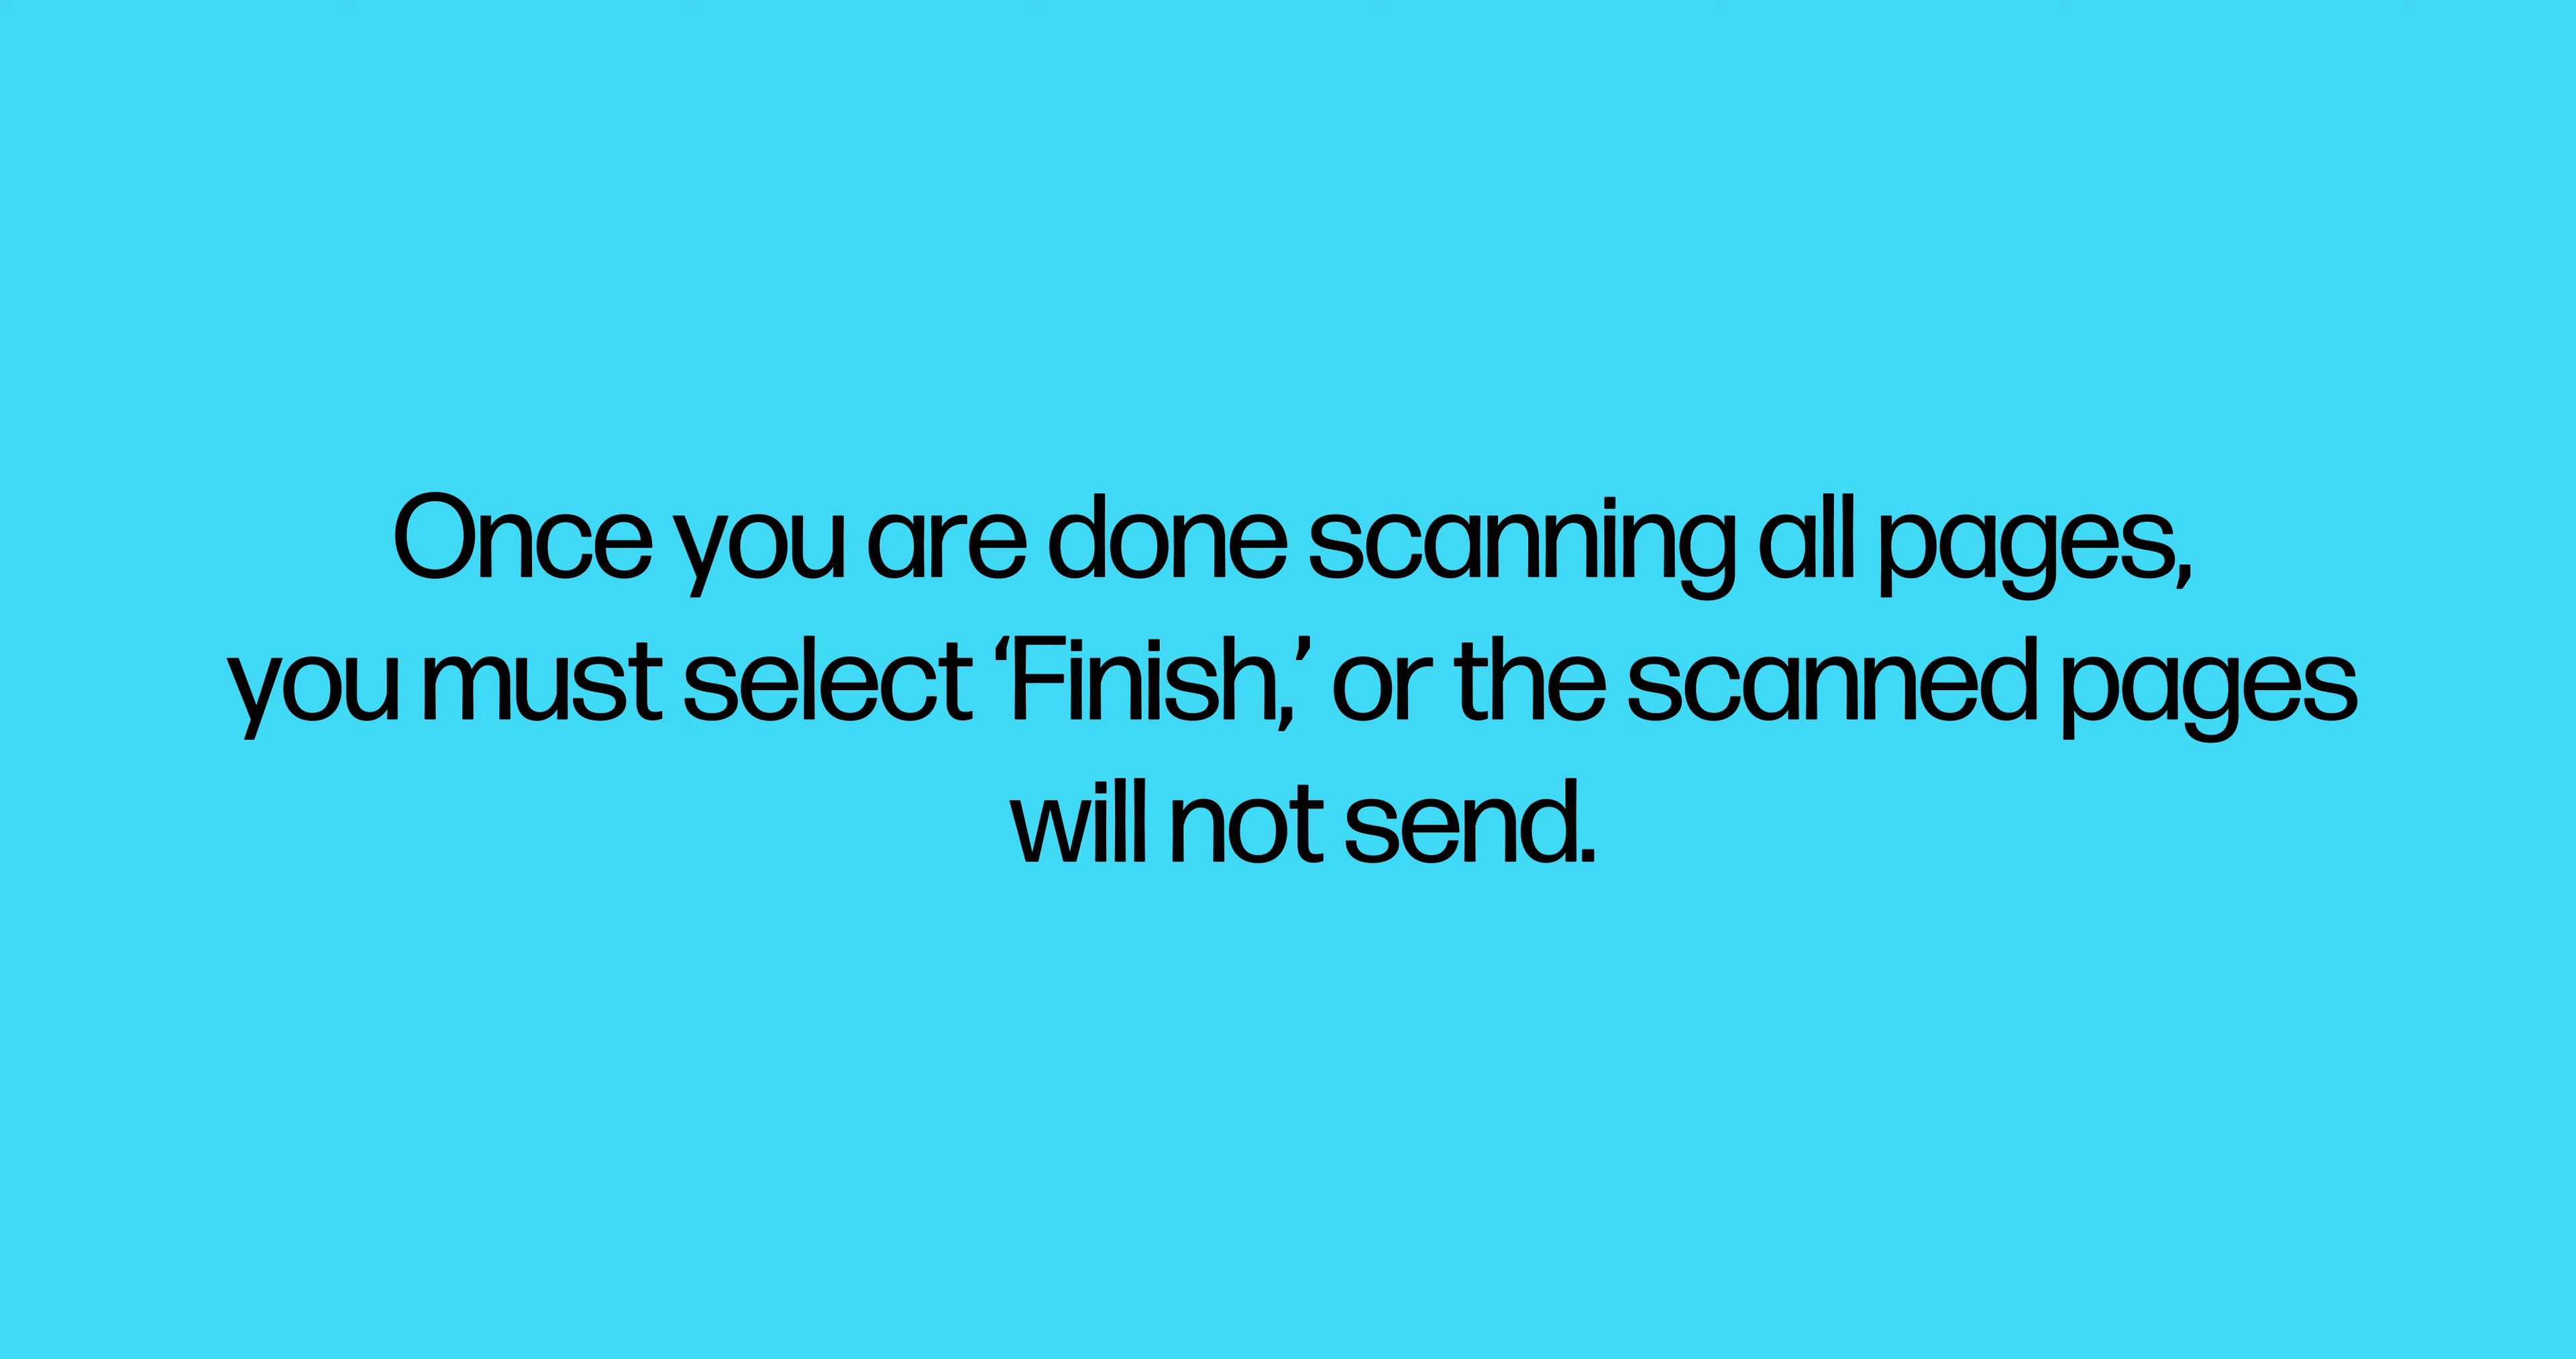 Once you are done scanning all pages,
you must select ‘Finish,’ or the scanned pages
will not send.